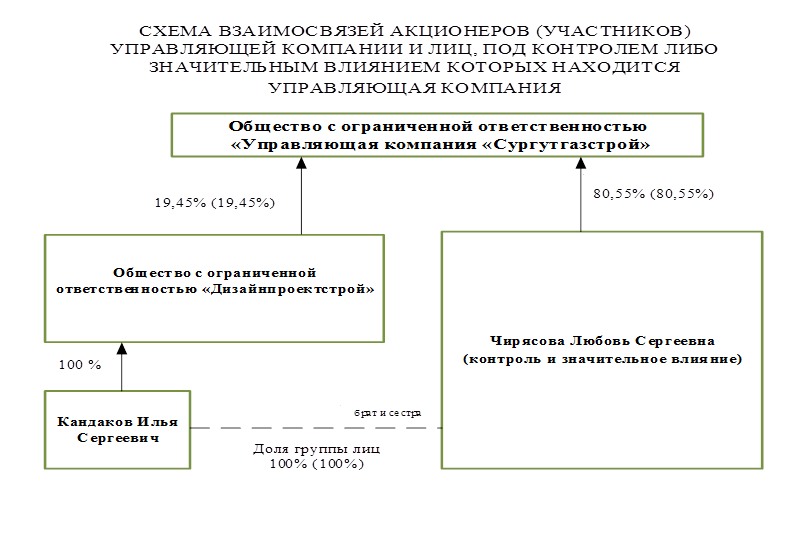 СХЕМА ВЗАИМОСВЯЗЕЙ АКЦИОНЕРОВ (УЧАСТНИКОВ)
УПРАВЛЯЮЩЕЙ КОМПАНИИ И ЛИЦ, ПОД КОНТРОЛЕМ ЛИБО
ЗНАЧИТЕЛЬНЫМ ВЛИЯНИЕМ КОТОРЫХ НАХОДИТСЯ
УПРАВЛЯЮЩАЯ КОМПАНИЯ
Общество с ограниченной ответственностью
«Управляющая компания «Сургутгазстрой»
19,45% (19,45%)
80,55% (80,55%)
Общество с ограниченной
ответственностью «Дизайнпроектстрой»
Чирясова Любовь Сергеевна
(контроль и значительное влияние)
100 %
Кандаков Илья
Сергеевич
брат и сестра
Доля группы лиц
100% (100%)